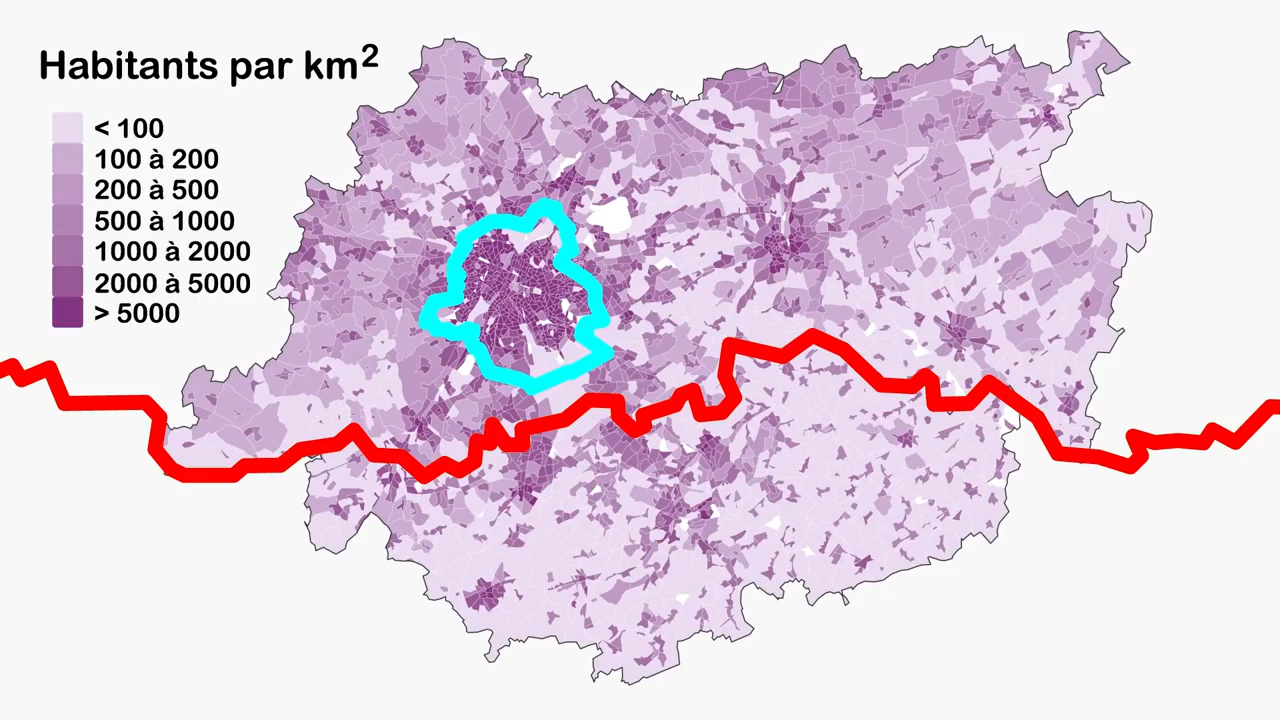 Habitants par km²
< 100
100 à 200
200 à 500
500 à 1000
1000 à 2000
2000 à 5000
> 5000